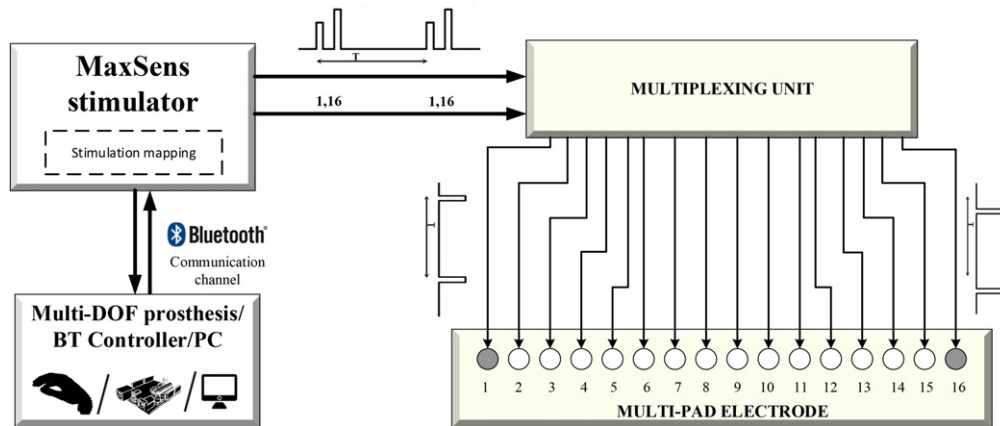 MaxSens
stimulator
Stimulation mapping
T
1,16 1,16
MULTIPLEXING UNIT
Bluetooth®
Communication
channel
T
T
Multi-DOF prosthesis/
BT Controller/PC
/ /
1 2 3 4 5 6 7 8 9 10 11 12 13 14 15 16
MULTI-PAD ELECTRODE